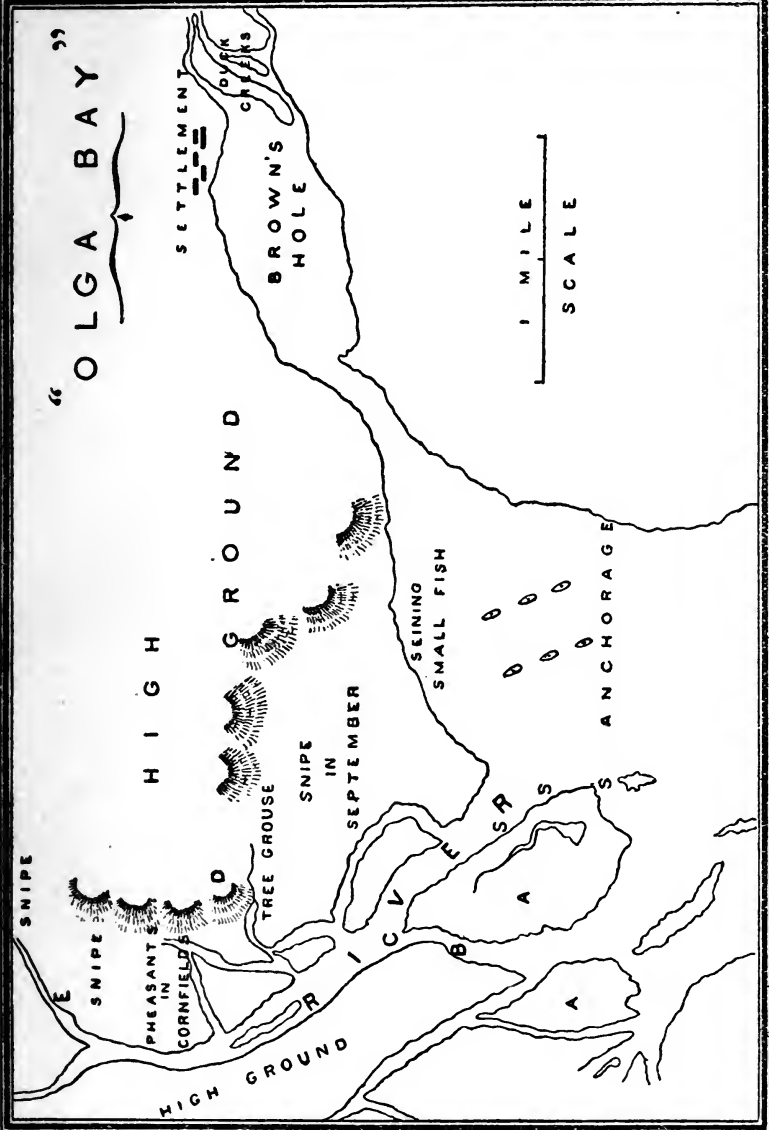 "OLGA BAY"
SNIPE
E
SNIPE
PHEASANTS
IN
CORNFIELDS
HIGH
GROUND
D
SETTLEMENT
DUCK
CREEKS
TREE GROUSE
BROWN'S
HOLE
SNIPE
IN
SEPTEMBER
HIGH GROUND
RIVER
C
B
A
A
S
S
S
SEINING
SMALL FISH
ANCHORAGE
1 MILE
SCALE